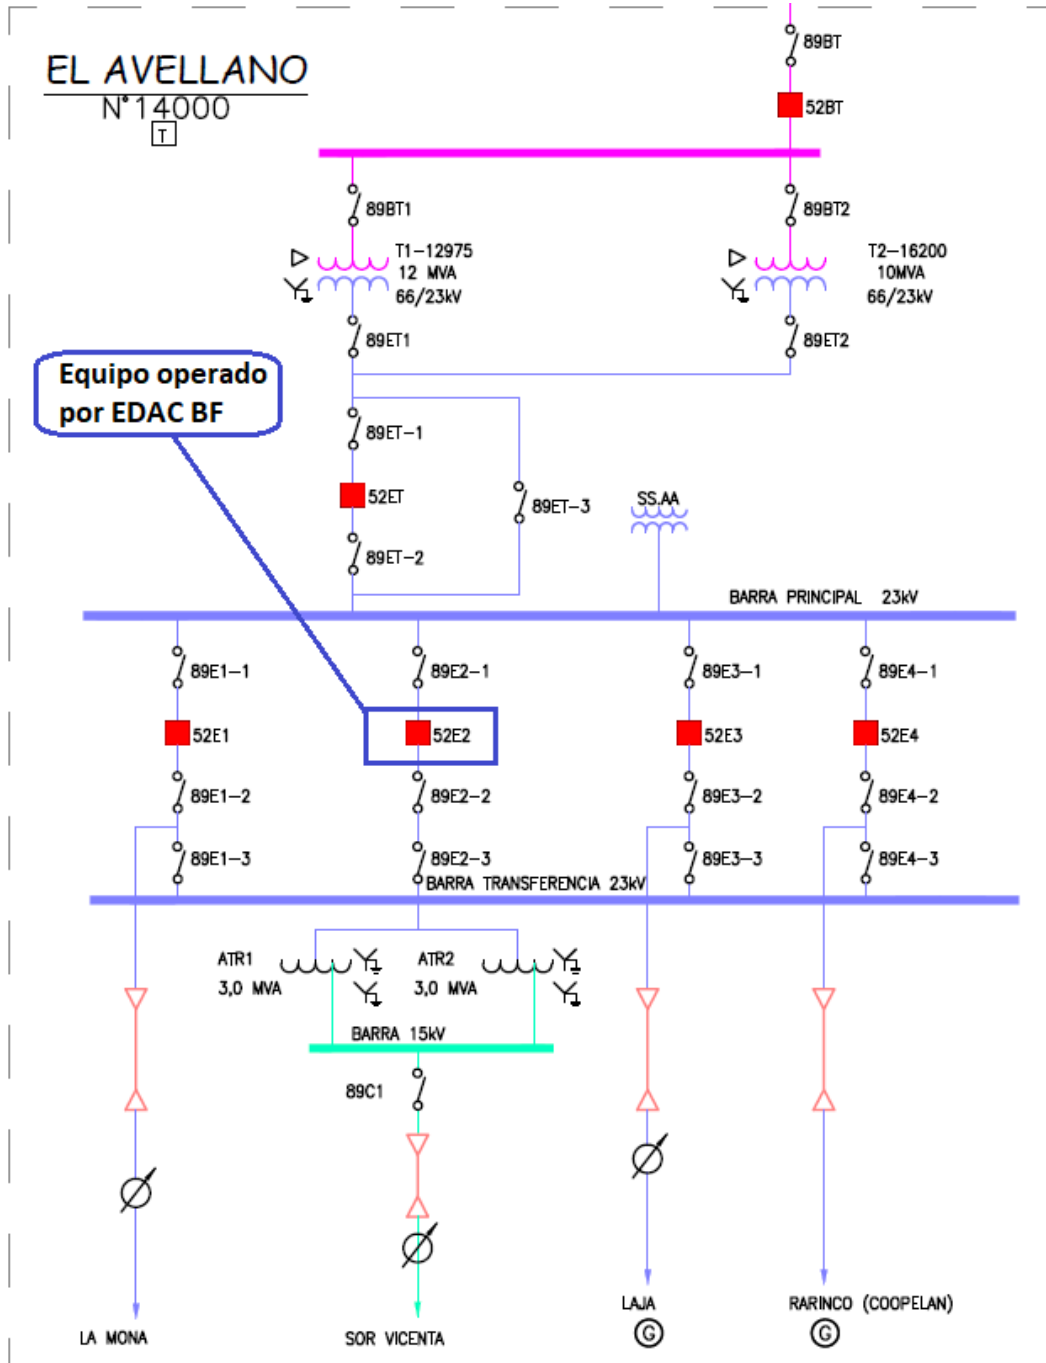 EL AVELLANO
N°14000
T
89BT
52BT
89BT1
89BT2
T1-12975
12 MVA
66/23kV
T2-16200
10MVA
66/23kV
89ET1
89ET2
Equipo operado
por EDAC BF
89ET-1
52ET
89ET-3
SS.AA
89ET-2
BARRA PRINCIPAL 23kV
89E1-1
89E2-1
89E3-1
89E4-1
52E1
52E2
52E3
52E4
89E1-2
89E2-2
89E3-2
89E4-2
89E1-3
89E2-3
89E3-3
89E4-3
BARRA TRANSFERENCIA 23kV
ATR1
3,0 MVA
ATR2
3,0 MVA
BARRA 15kV
89C1
LAJA
G
RARINCO (COOPELAN)
G
LA MONA
SOR VICENTA